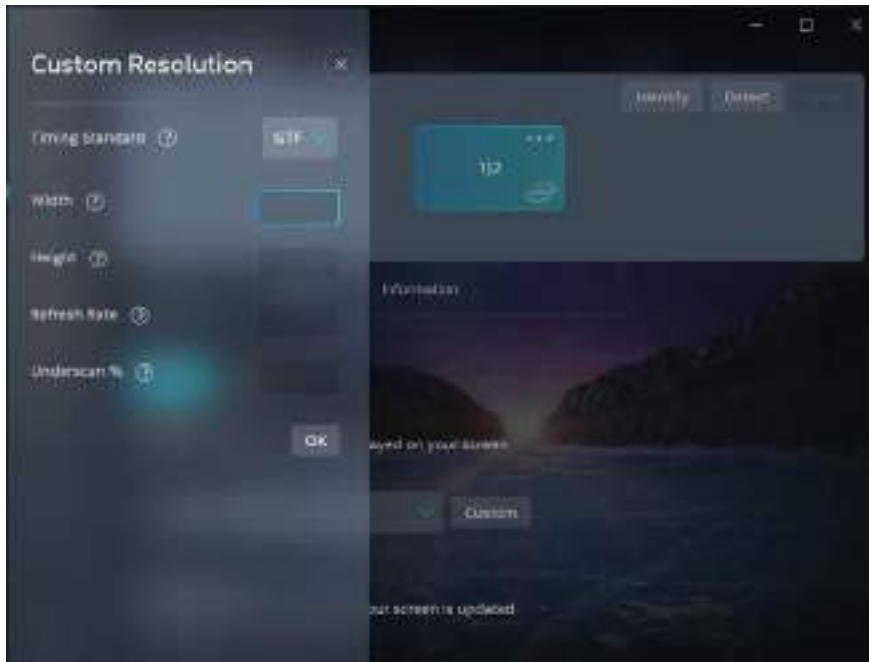 Custom Resolution
Identify Detect
Timing Standard
GTF
1|2
Width
Height
Information
Refresh Rate
Underscan %
OK
ayed on your screen
Custom
our screen is updated